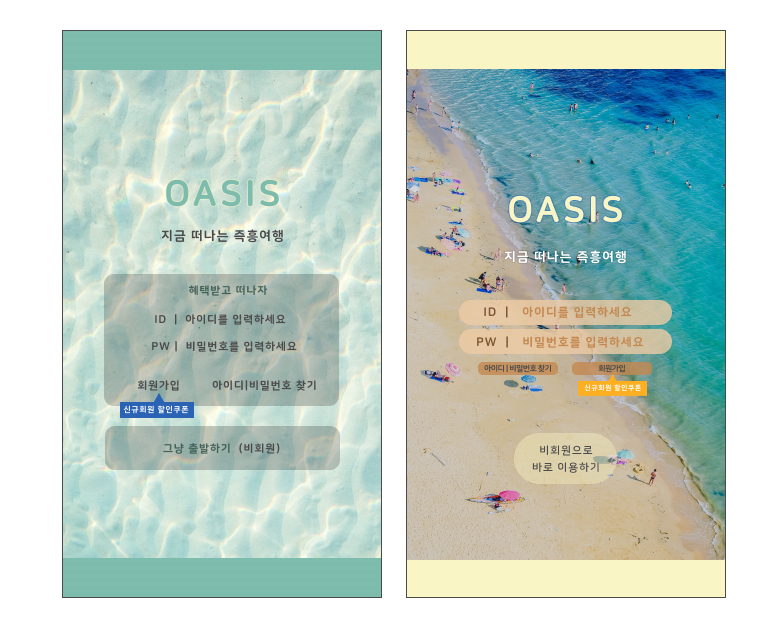 OASIS
지금 떠나는 즉흥여행
혜택받고 떠나자
ID | 아이디를 입력하세요
PW | 비밀번호를 입력하세요
회원가입 아이디|비밀번호 찾기
신규회원 할인쿠폰
그냥 출발하기 (비회원)
OASIS
지금 떠나는 즉흥여행
ID | 아이디를 입력하세요
PW | 비밀번호를 입력하세요
아이디|비밀번호 찾기 회원가입
신규회원 할인쿠폰
비회원으로
바로 이용하기